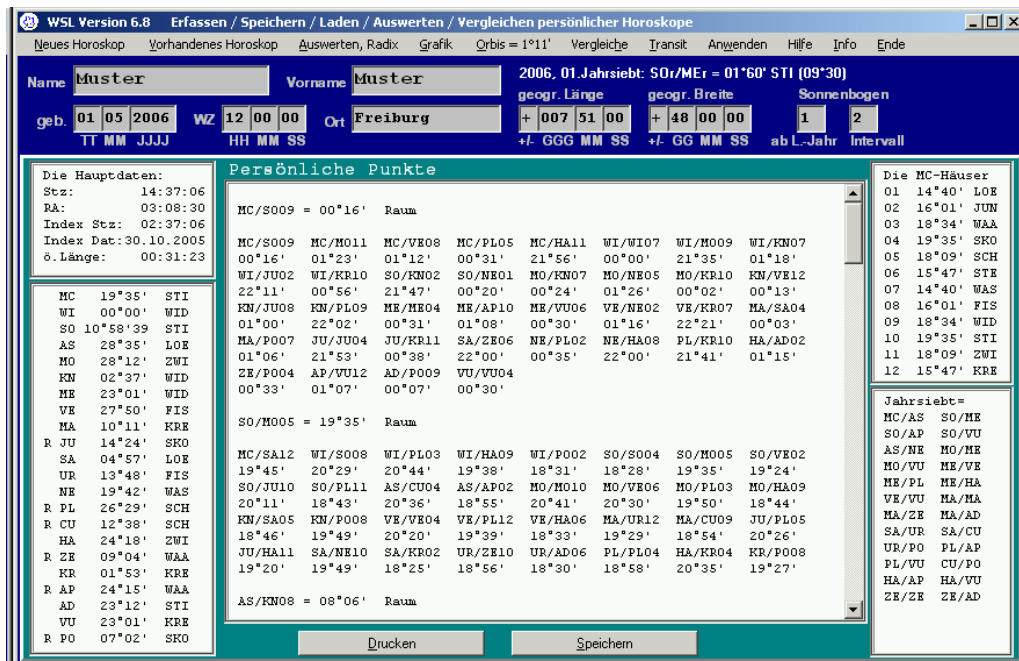 WSL Version 6.8 Erfassen / Speichern / Laden / Auswerten / Vergleichen persönlicher Horoskope
Neues Horoskop Vorhandenes Horoskop Auswerten, Radix Grafik Orbis = 1°11' Vergleiche Transit Anwenden Hilfe Info Ende
Name Muster Vorname Muster 2006, 01.Jahrsiebt: SOr/MEr = 01°60' STI (09°30)
geogr. Länge geogr. Breite Sonnenbogen
geb. 01 05 2006 WZ 12 00 00 Ort Freiburg + 007 51 00 + 48 00 00 1 2
TT MM JJJJ HH MM SS +/- GGG MM SS +/- GG MM SS ab L.-Jahr Intervall
Die Hauptdaten:
Stz: 14:37:06
RA: 03:08:30
Index Stz: 02:37:06
Index Dat:30.10.2005
ö.Länge: 00:31:23
MC 19°35' STI
WI 00°00' WID
SO 10°58'39 STI
AS 28°35' LOE
MO 28°12' ZWI
KN 02°37' WID
ME 23°01' WID
VE 27°50' FIS
MA 10°11' KRE
R JU 14°24' SKO
SA 04°57' LOE
UR 13°48' FIS
NE 19°42' WAS
R PL 26°29' SCH
R CU 12°38' SCH
HA 24°18' ZWI
R ZE 09°04' WAA
KR 01°53' KRE
R AP 24°15' WAA
AD 23°12' STI
VU 23°01' KRE
R PO 07°02' SKO
Persönliche Punkte
MC/SO09 = 00°16' Raum
MC/SO09 MC/MO11 MC/VE08 MC/PL05 MC/HA11 WI/WI07 WI/MO09 WI/KN07
00°16' 01°23' 01°12' 00°31' 21°56' 00°00' 21°35' 01°18'
WI/JU02 WI/KR10 SO/KN02 SO/NE01 MO/KN07 MO/NE05 MO/KR10 KN/VE12
22°11' 00°56' 21°47' 00°20' 00°24' 01°26' 00°02' 00°13'
KN/JU08 KN/PL09 ME/ME04 ME/AP10 ME/VU06 VE/NE02 VE/KR07 MA/SA04
01°00' 22°02' 00°31' 01°08' 00°30' 01°16' 22°21' 00°03'
MA/PO07 JU/JU04 JU/KR11 SA/ZE06 NE/PL02 NE/HA08 PL/KR10 HA/AD02
01°06' 21°53' 00°38' 22°00' 00°35' 22°00' 21°41' 01°15'
ZE/PO04 AP/VU12 AD/PO09 VU/VU04
00°33' 01°07' 00°07' 00°30'
SO/MO05 = 19°35' Raum
MC/SA12 WI/SO08 WI/PL03 WI/HA09 WI/PO02 SO/SO04 SO/MO05 SO/VE02
19°45' 20°29' 20°44' 19°38' 18°31' 18°28' 19°35' 19°24'
SO/JU10 SO/PL11 AS/CU04 AS/AP02 MO/MO10 MO/VE06 MO/PL03 MO/HA09
20°11' 18°43' 20°36' 18°55' 20°41' 20°30' 19°50' 18°44'
KN/SA05 KN/PO08 VE/VE04 VE/PL12 VE/HA06 MA/UR12 MA/CU09 JU/PL05
18°46' 19°49' 20°20' 19°39' 18°33' 19°29' 18°54' 20°26'
JU/HA11 SA/NE10 SA/KR02 UR/ZE10 UR/AD06 PL/PL04 HA/KR04 KR/PO08
19°20' 19°49' 18°25' 18°56' 18°30' 18°58' 20°35' 19°27'
AS/KN08 = 08°06' Raum
Drucken Speichern
Die MC-Häuser
01 14°40' LOE
02 16°01' JUN
03 18°34' WAA
04 19°35' SKO
05 18°09' SCH
06 15°47' STE
07 14°40' WAS
08 16°01' FIS
09 18°34' WID
10 19°35' STI
11 18°09' ZWI
12 15°47' KRE
Jahrsiebt=
MC/AS SO/ME
SO/AP SO/VU
AS/NE MO/ME
MO/VU ME/VE
ME/PL ME/HA
VE/VU MA/MA
MA/ZE MA/AD
SA/UR SA/CU
UR/PO PL/AP
PL/VU CU/PO
HA/AP HA/VU
ZE/ZE ZE/AD